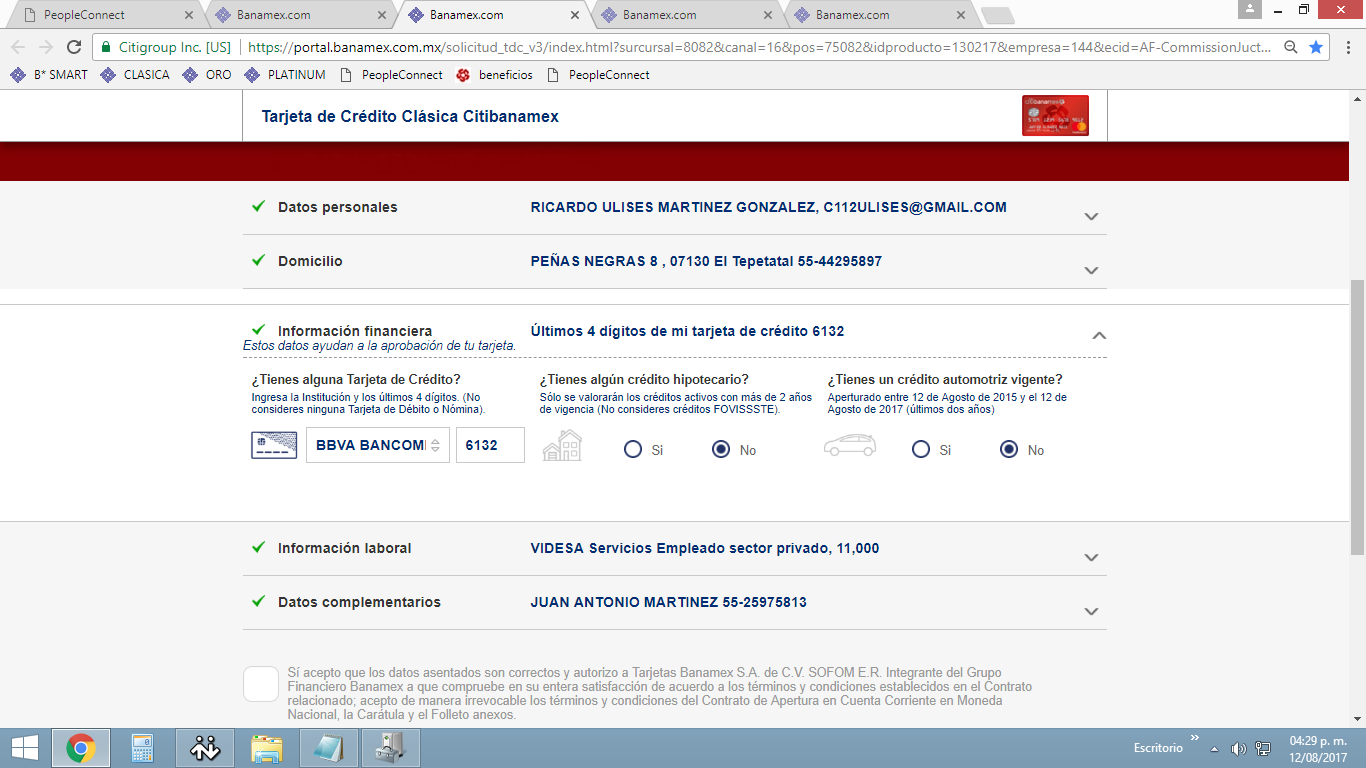 PeopleConnect
Banamex.com
Banamex.com
Banamex.com
Banamex.com
Citigroup Inc. [US] https://portal.banamex.com.mx/solicitud_tdc_v3/index.html?surcursal=8082&canal=16&pos=75082&idproducto=130217&empresa=144&ecid=AF-CommissionJuct...
B* SMART CLASICA ORO PLATINUM PeopleConnect beneficios PeopleConnect
Tarjeta de Crédito Clásica Citibanamex
Datos personales RICARDO ULISES MARTINEZ GONZALEZ, C112ULISES@GMAIL.COM
Domicilio PEÑAS NEGRAS 8 , 07130 El Tepetatal 55-44295897
Información financiera Últimos 4 dígitos de mi tarjeta de crédito 6132
Estos datos ayudan a la aprobación de tu tarjeta.
¿Tienes alguna Tarjeta de Crédito?
Ingresa la Institución y los últimos 4 dígitos. (No
consideres ninguna Tarjeta de Débito o Nómina).
BBVA BANCOM 6132
¿Tienes algún crédito hipotecario?
Sólo se valorarán los créditos activos con más de 2 años
de vigencia (No consideres créditos FOVISSSTE).
Si No
¿Tienes un crédito automotriz vigente?
Aperturado entre 12 de Agosto de 2015 y el 12 de
Agosto de 2017 (últimos dos años)
Si No
Información laboral VIDESA Servicios Empleado sector privado, 11,000
Datos complementarios JUAN ANTONIO MARTINEZ 55-25975813
Sí acepto que los datos asentados son correctos y autorizo a Tarjetas Banamex S.A. de C.V. SOFOM E.R. Integrante del Grupo
Financiero Banamex a que compruebe en su entera satisfacción de acuerdo a los términos y condiciones establecidos en el Contrato
relacionado; acepto de manera irrevocable los términos y condiciones del Contrato de Apertura en Cuenta Corriente en Moneda
Nacional, la Carátula y el Folleto anexos.
Escritorio
04:29 p. m.
12/08/2017